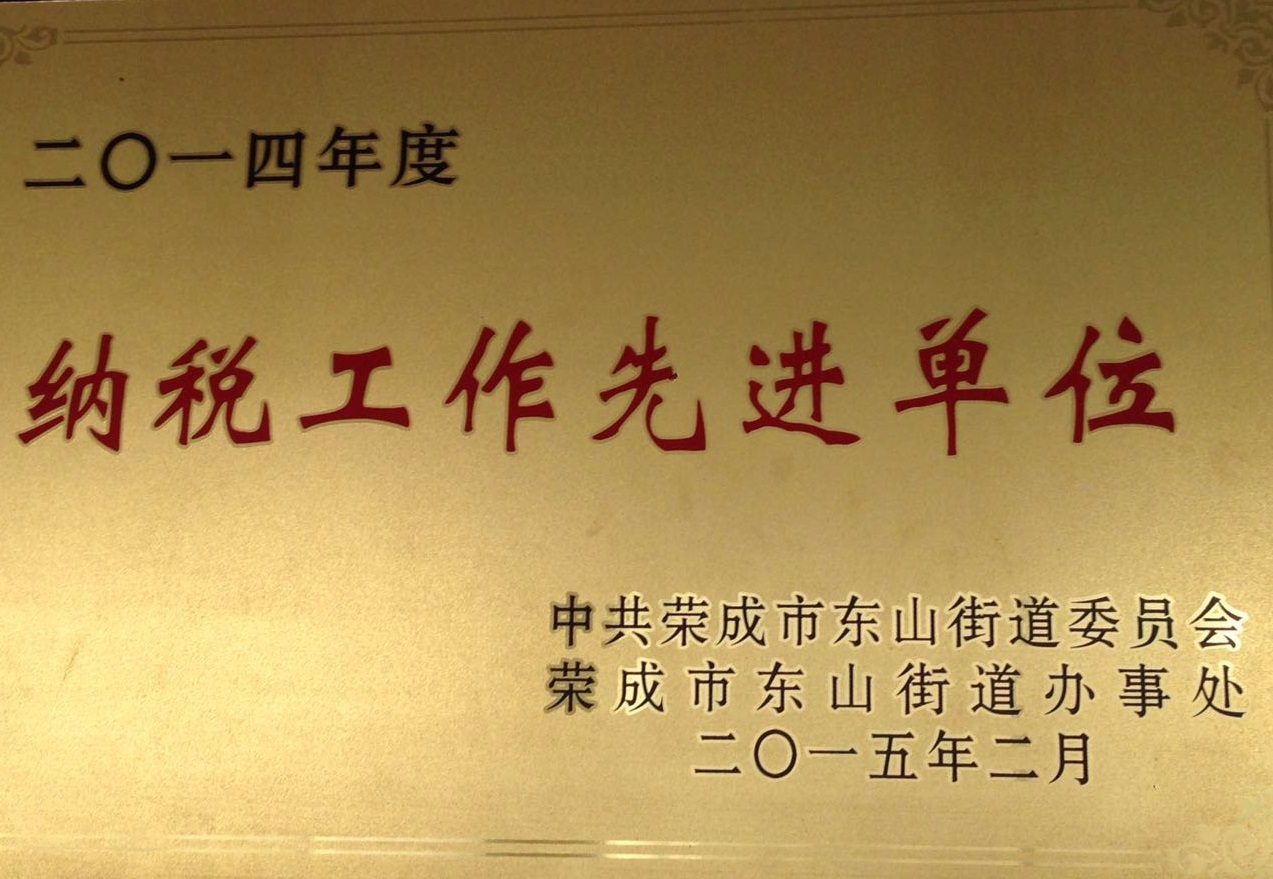 二〇一四年度
纳税工作先进单位
中共荣成市东山街道委员会
荣成市东山街道办事处
二〇一五年二月